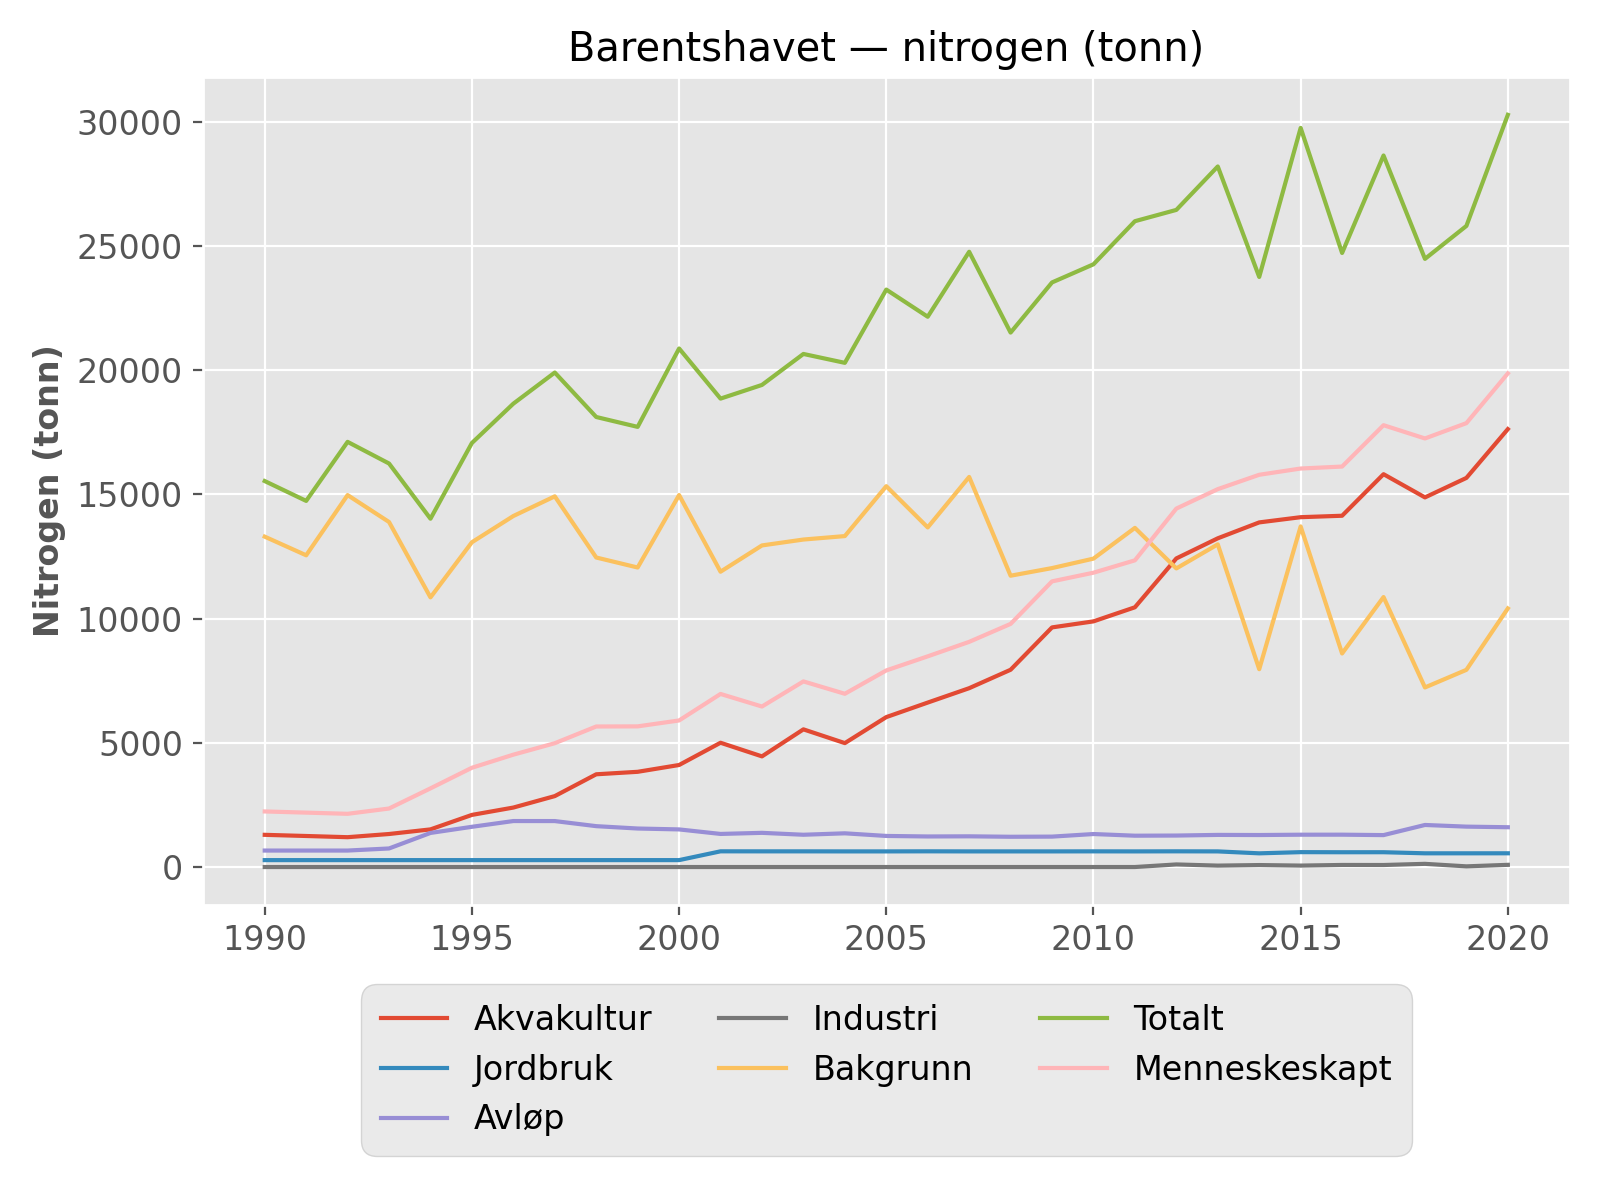 Barentshavet — nitrogen (tonn)
Nitrogen (tonn)
30000
25000
20000
15000
10000
5000
0
1990 1995 2000 2005 2010 2015 2020
Akvakultur Industri Totalt
Jordbruk Bakgrunn Menneskeskapt
Avløp